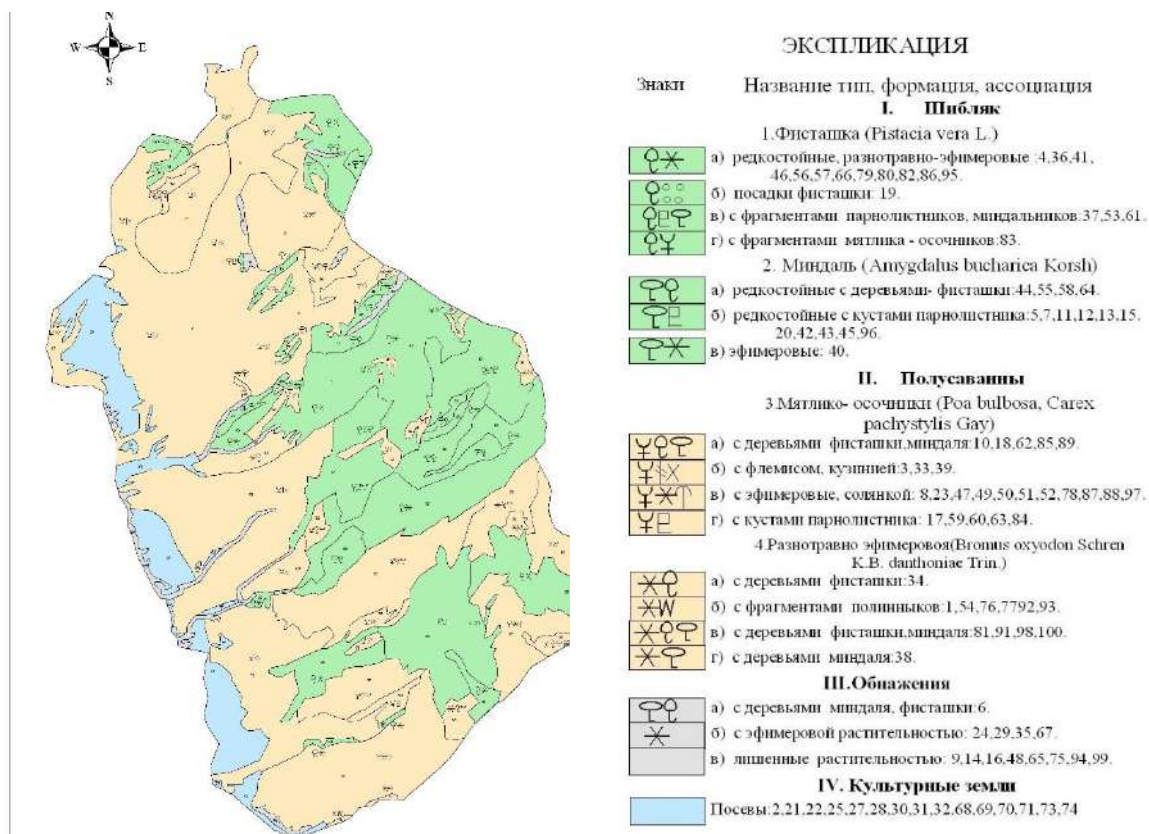 N
W E
S
ЭКСПЛИКАЦИЯ
Знаки Название тип, формация, ассоциация
I. Шибляк
1.Фисташка (Pistacia vera L.)
а) редкостойные, разнотравно-эфимеровые :4,36,41,
46,56,57,66,79,80,82,86,95.
б) посадки фисташки: 19.
в) с фрагментами парнолистников, миндальников:37,53,61.
г) с фрагментами мятлика - осочников:83.
2. Миндаль (Amygdalus bucharica Korsh)
а) редкостойные с деревьями- фисташки:44,55,58,64.
б) редкостойные с кустами парнолистника:5,7,11,12,13,15.
20,42,43,45,96.
в) эфимеровые: 40.
II. Полусаванны
3.Мятлико- осочинки (Poa bulbosa, Carex
pachystylis Gay)
а) с деревьями фисташки,миндаля:10,18,62,85,89.
б) с флемисом, кузинией:3,33,39.
в) с эфимеровые, солянкой: 8,23,47,49,50,51,52,78,87,88,97.
г) с кустами парнолистника: 17,59,60,63,84.
4.Разнотравно эфимеровоя(Bromus oxyodon Schren
K.B. danthoniae Trin.)
а) с деревьями фисташки:34.
б) с фрагментами полинныков:1,54,76,7792,93.
в) с деревьями фисташки,миндаля:81,91,98,100.
г) с деревьями миндаля:38.
III.Обнажения
а) с деревьями миндаля, фисташки:6.
б) с эфимеровой растительностью: 24,29,35,67.
в) лишенные растительностью: 9,14,16,48,65,75,94,99.
IV. Культурные земли
Посевы:2,21,22,25,27,28,30,31,32,68,69,70,71,73,74